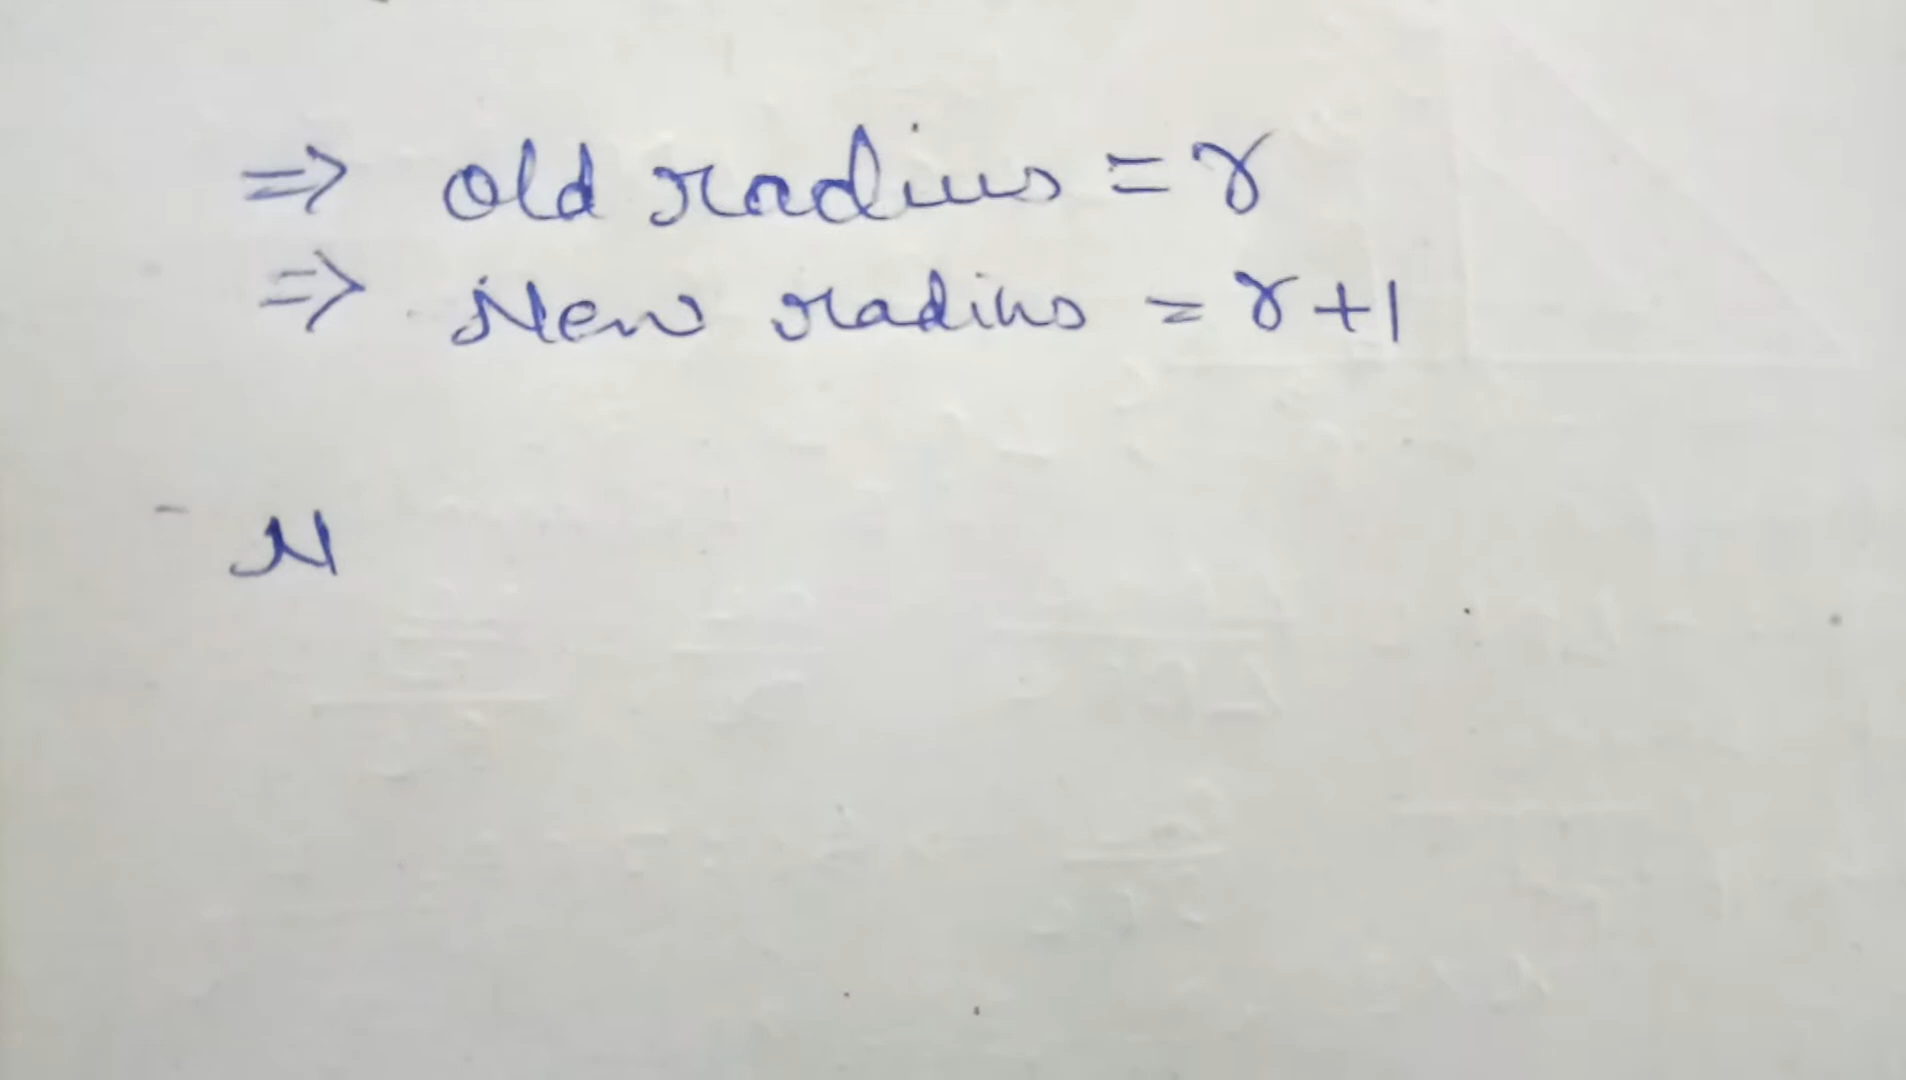 ⇒ old radius = r
⇒ New radius = r+1
N